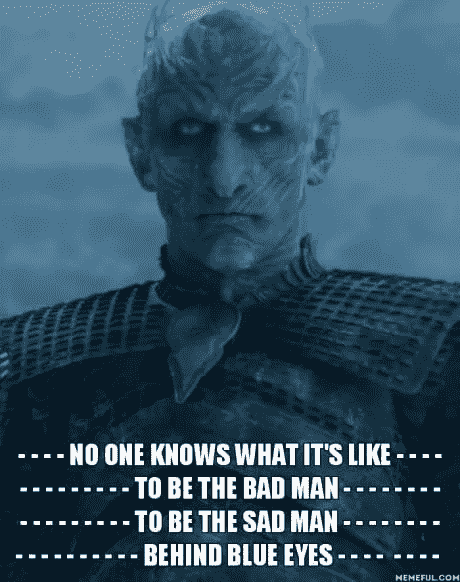 - - - - NO ONE KNOWS WHAT IT'S LIKE - - - -
- - - - - - - - - TO BE THE BAD MAN - - - - - - - -
- - - - - - - - - TO BE THE SAD MAN - - - - - - - -
- - - - - - - - - - BEHIND BLUE EYES - - - - - - - -
MEMEFUL.COM